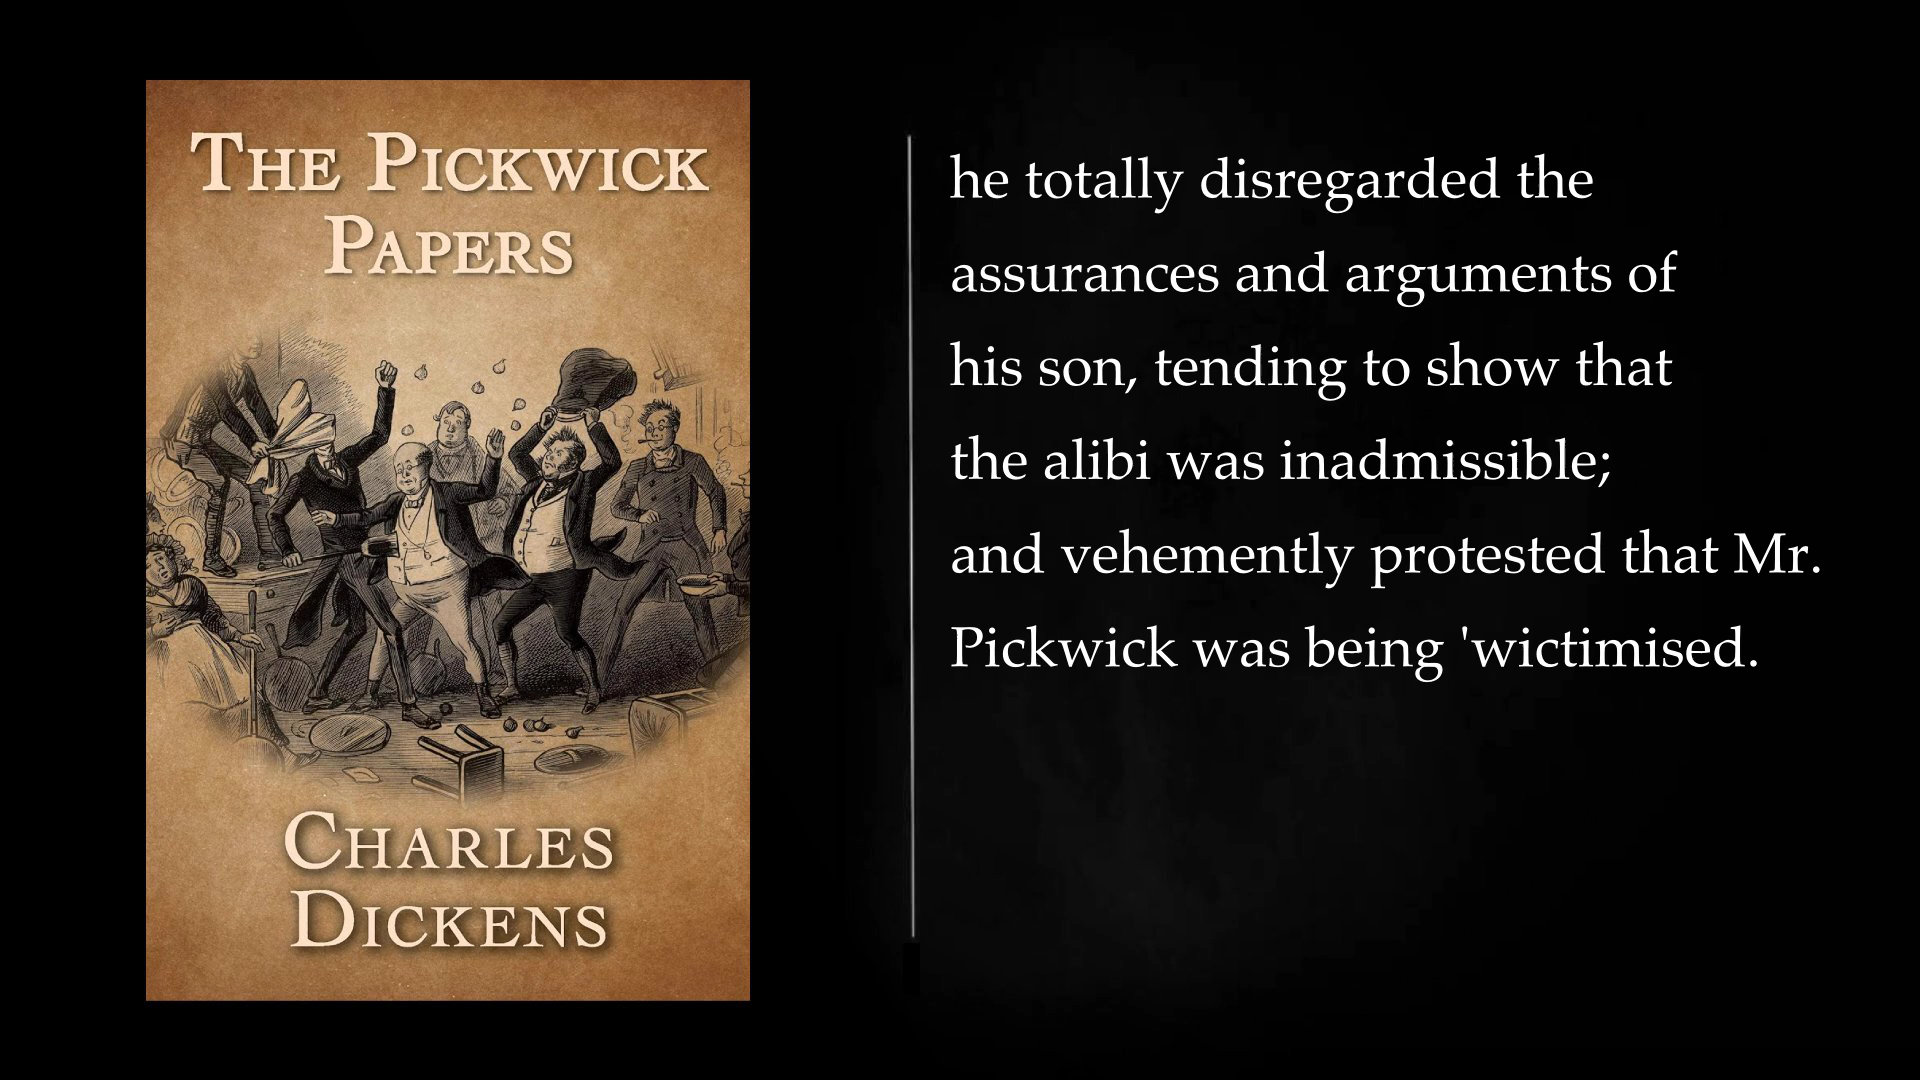 The Pickwick
Papers
Charles
Dickens
he totally disregarded the
assurances and arguments of
his son, tending to show that
the alibi was inadmissible;
and vehemently protested that Mr.
Pickwick was being 'wictimised.